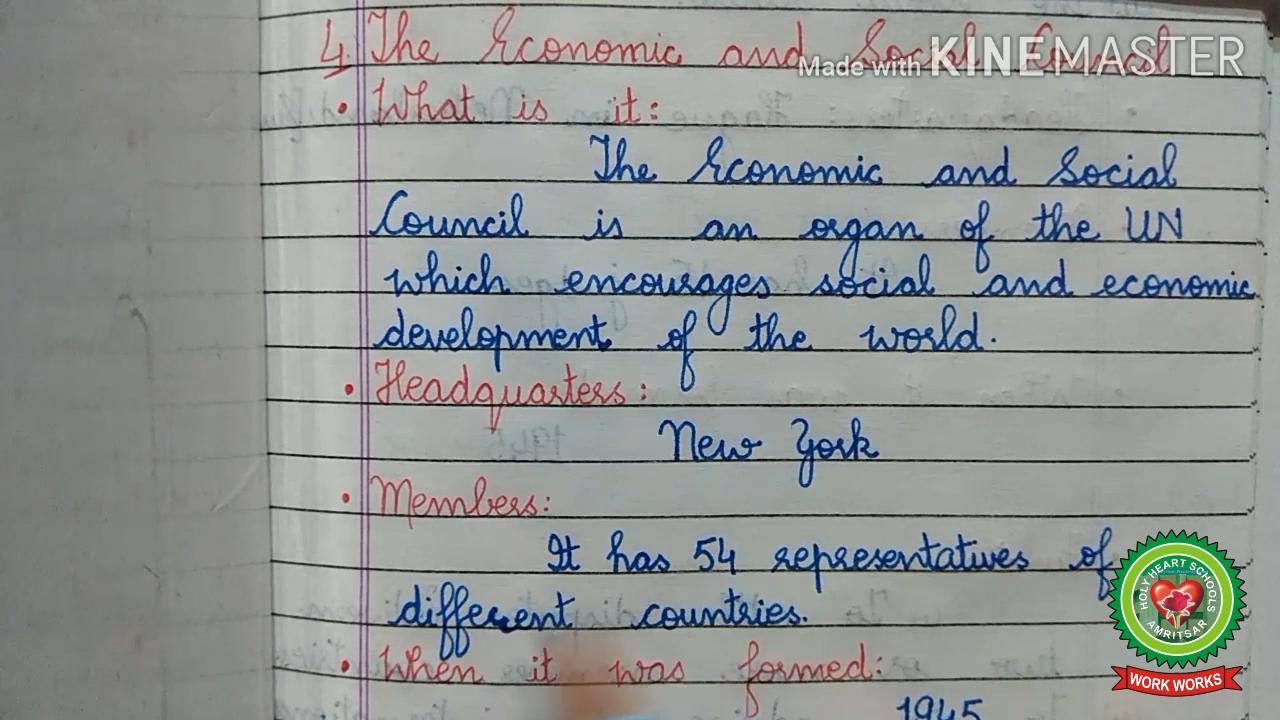 4. The Economic and Social Council
Made with KINEMASTER
• What is it:
The Economic and Social
Council is an organ of the UN
which encourages social and economic
development of the world.
• Headquarters:
New York
• Members:
It has 54 representatives of
different countries.
• When it was formed:
1945
HOLY HEART SCHOOLS
AMRITSAR
WORK WORKS